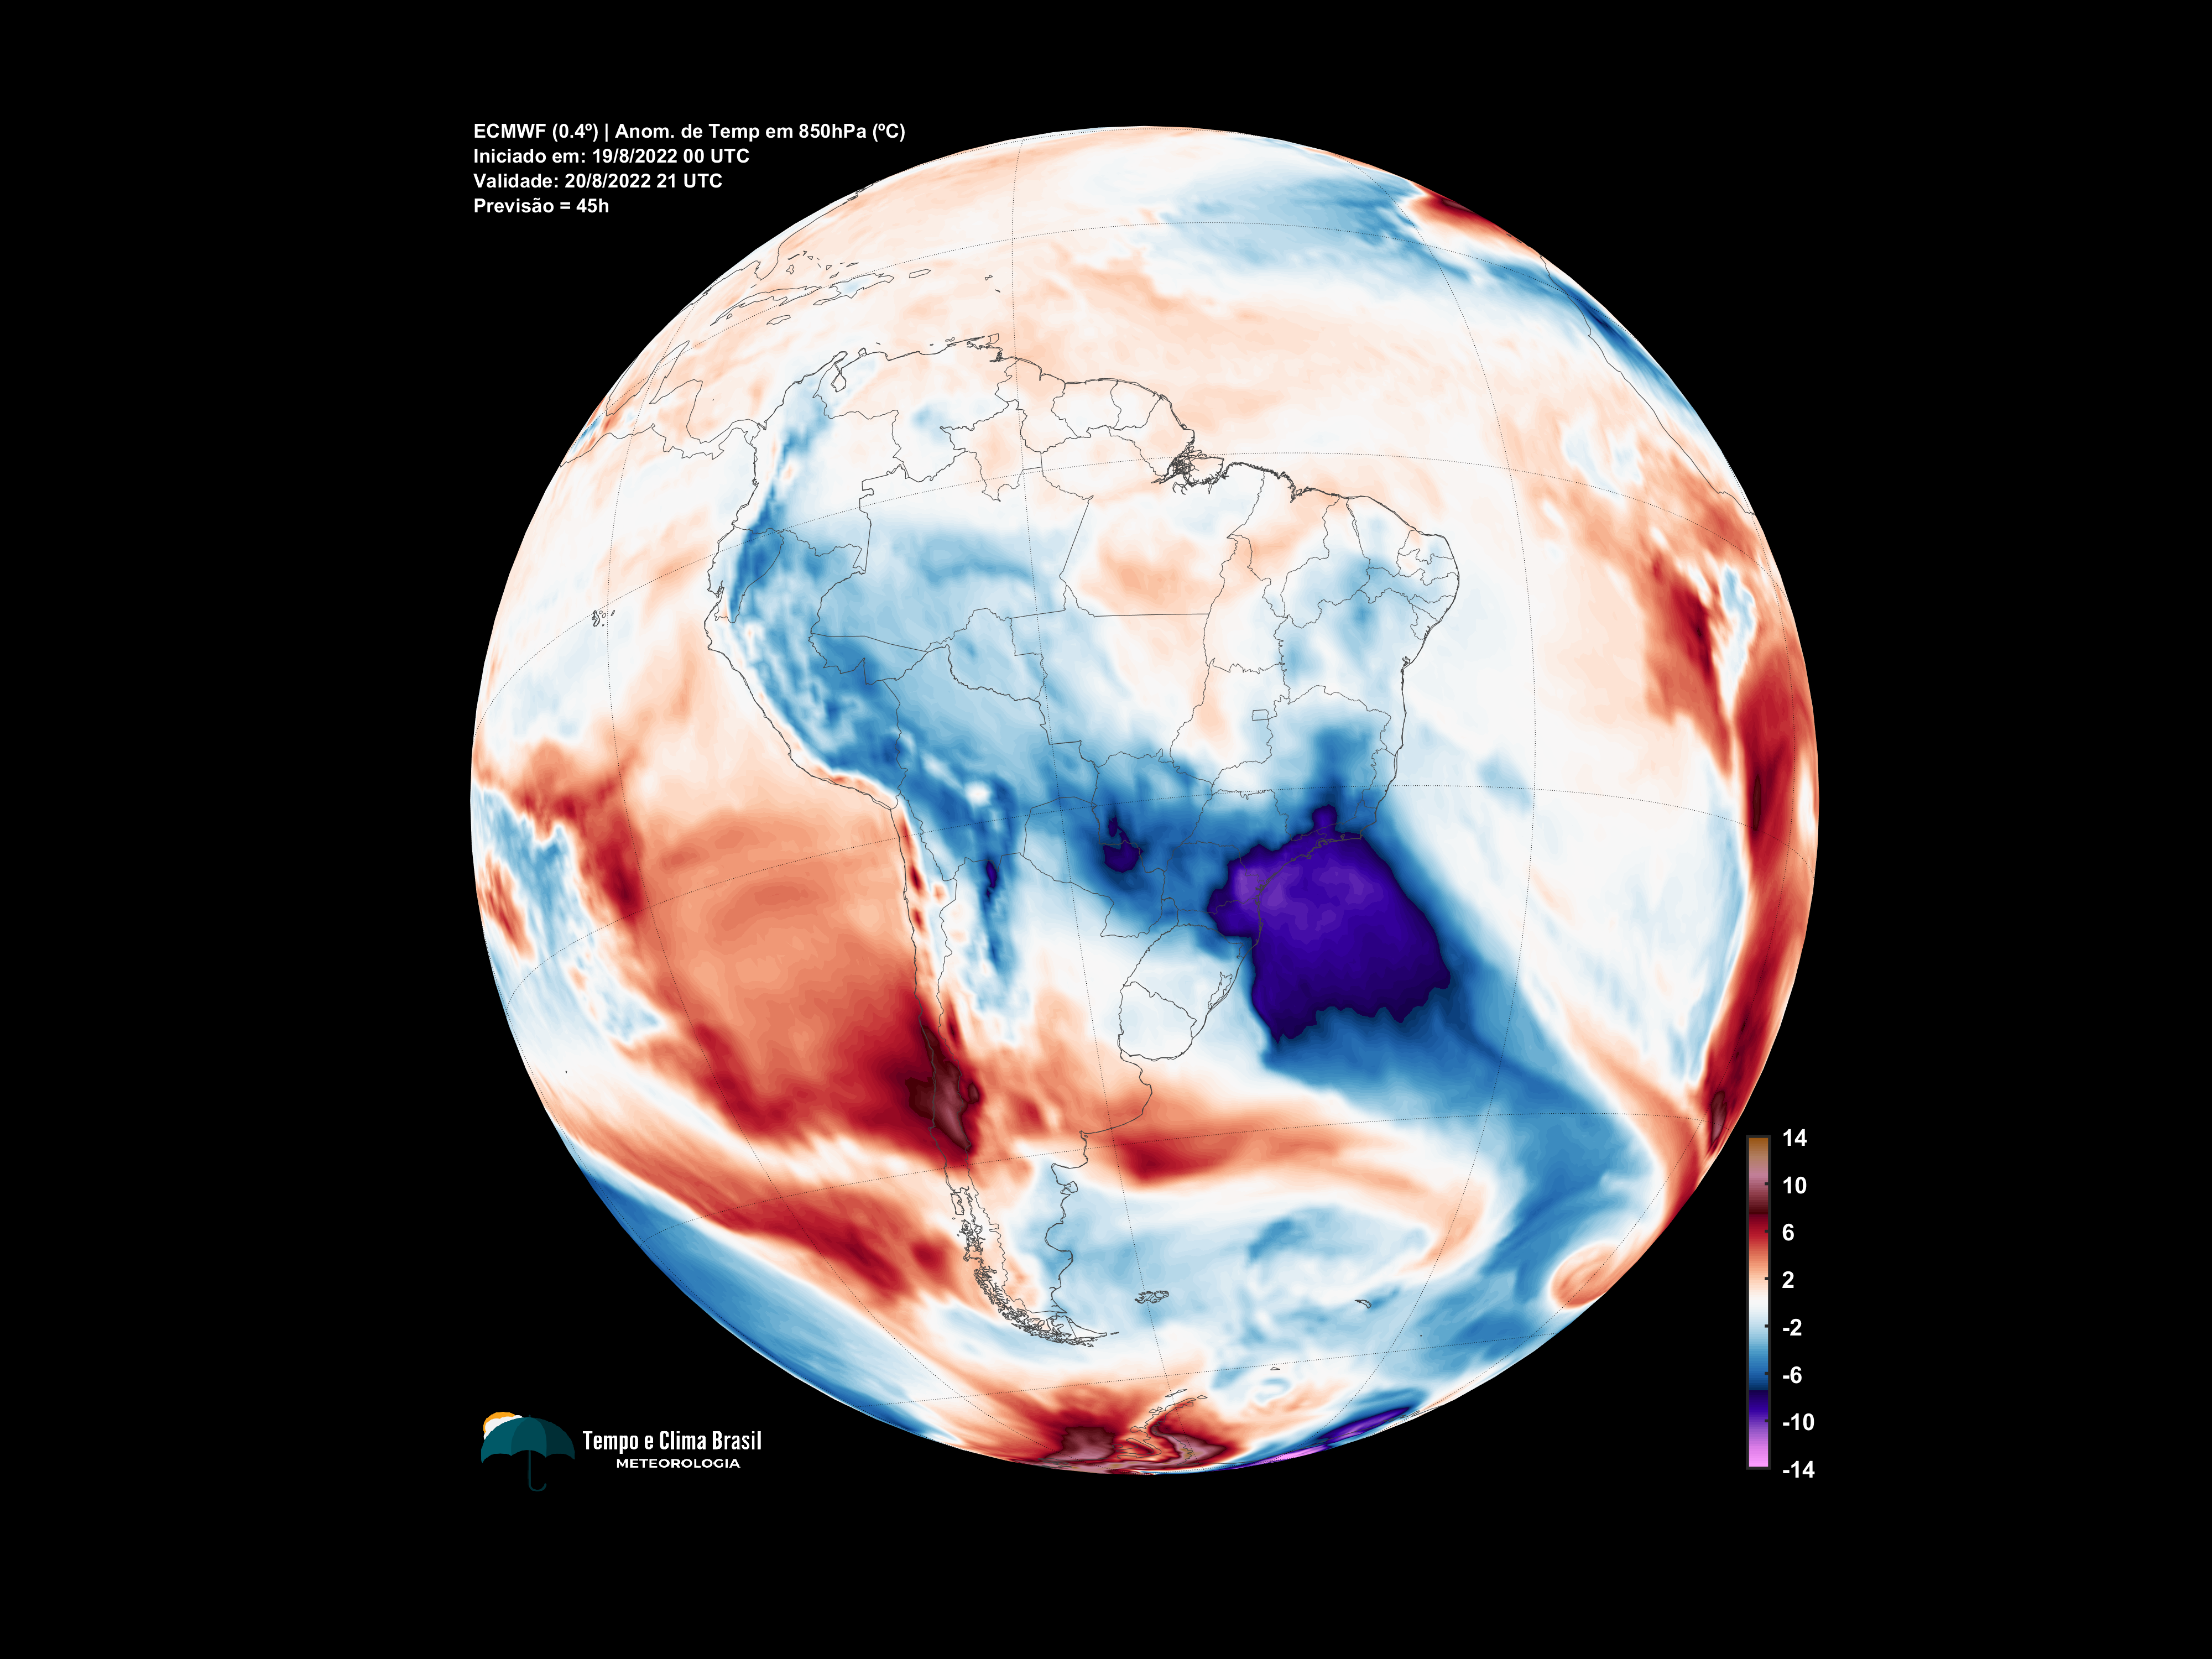 ECMWF (0.4º) | Anom. de Temp em 850hPa (ºC)
Iniciado em: 19/8/2022 00 UTC
Validade: 20/8/2022 21 UTC
Previsão = 45h
14
10
6
2
-2
-6
-10
-14
Tempo e Clima Brasil
METEOROLOGIA